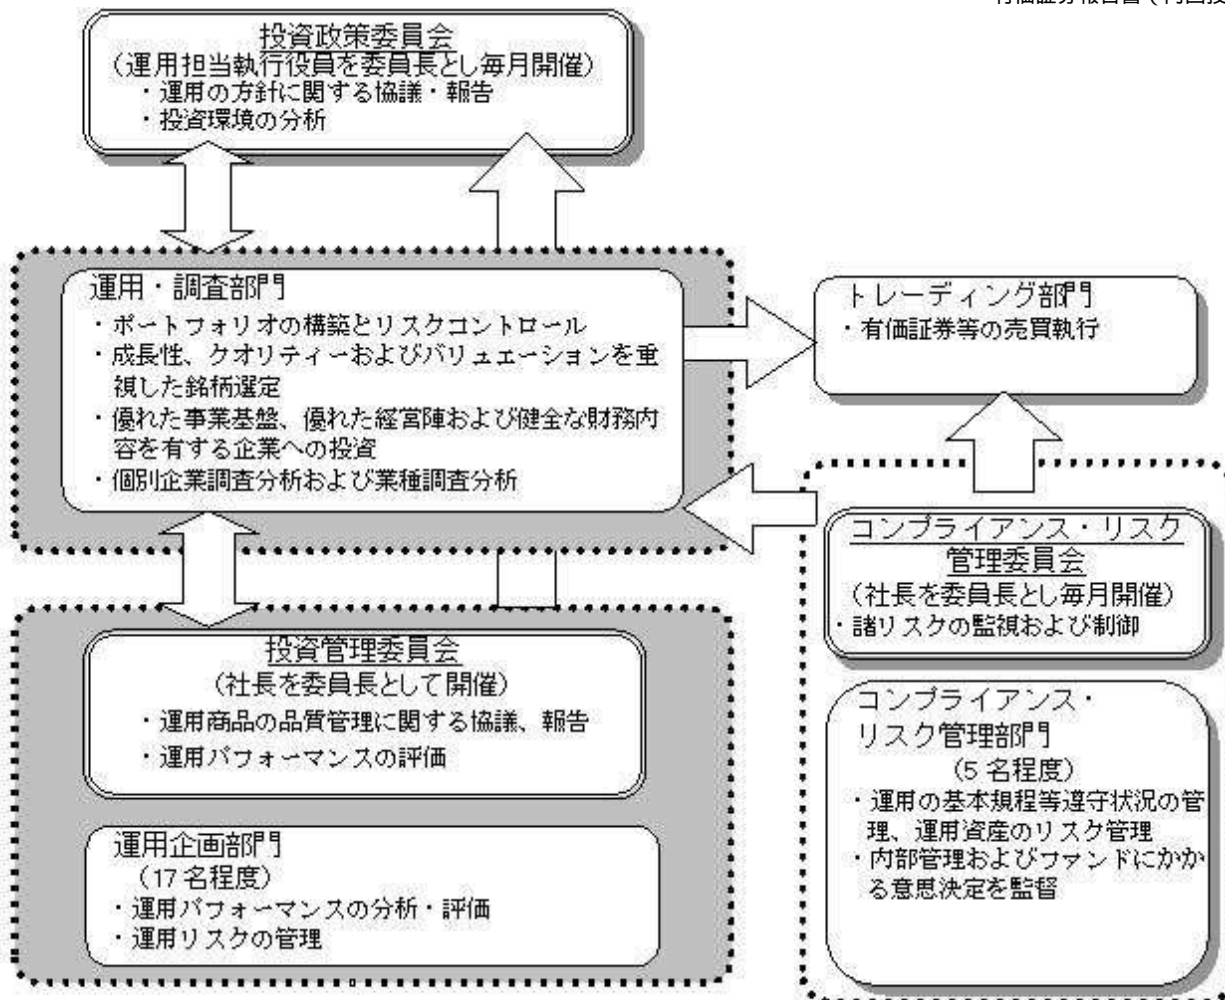 投資政策委員会
(運用担当執行役員を委員長とし毎月開催)
・運用の方針に関する協議・報告
・投資環境の分析
運用・調査部門
・ポートフォリオの構築とリスクコントロール
・成長性、クオリティーおよびバリュエーションを重
視した銘柄選定
・優れた事業基盤、優れた経営陣および健全な財務内
容を有する企業への投資
・個別企業調査分析および業種調査分析
トレーディング部門
・有価証券等の売買執行
投資管理委員会
(社長を委員長として開催)
・運用商品の品質管理に関する協議、報告
・運用パフォーマンスの評価
運用企画部門
(17名程度)
・運用パフォーマンスの分析・評価
・運用リスクの管理
コンプライアンス・リスク
管理委員会
(社長を委員長とし毎月開催)
・諸リスクの監視および制御
コンプライアンス・
リスク管理部門
(5名程度)
・運用の基本規程等遵守状況の管
理、運用資産のリスク管理
・内部管理およびファンドにかか
る意思決定を監督